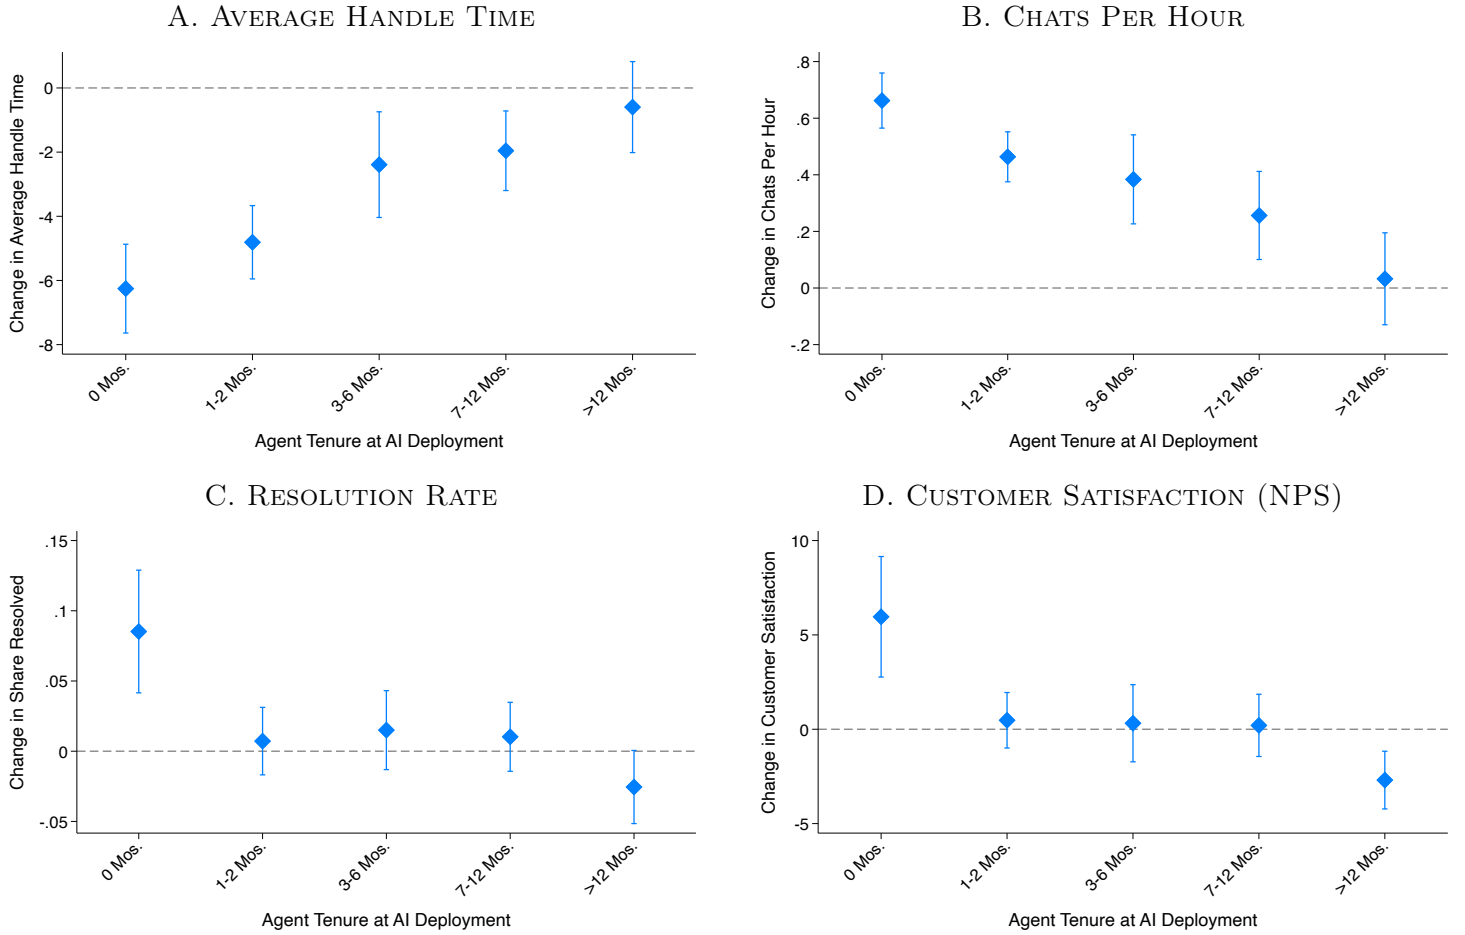 A. Average Handle Time
Change in Average Handle Time
0
-2
-4
-6
-8
0 Mos.
1-2 Mos.
3-6 Mos.
7-12 Mos.
>12 Mos.
Agent Tenure at AI Deployment
B. Chats Per Hour
Change in Chats Per Hour
.8
.6
.4
.2
0
-.2
0 Mos.
1-2 Mos.
3-6 Mos.
7-12 Mos.
>12 Mos.
Agent Tenure at AI Deployment
C. Resolution Rate
Change in Share Resolved
.15
.1
.05
0
-.05
0 Mos.
1-2 Mos.
3-6 Mos.
7-12 Mos.
>12 Mos.
Agent Tenure at AI Deployment
D. Customer Satisfaction (NPS)
Change in Customer Satisfaction
10
5
0
-5
0 Mos.
1-2 Mos.
3-6 Mos.
7-12 Mos.
>12 Mos.
Agent Tenure at AI Deployment